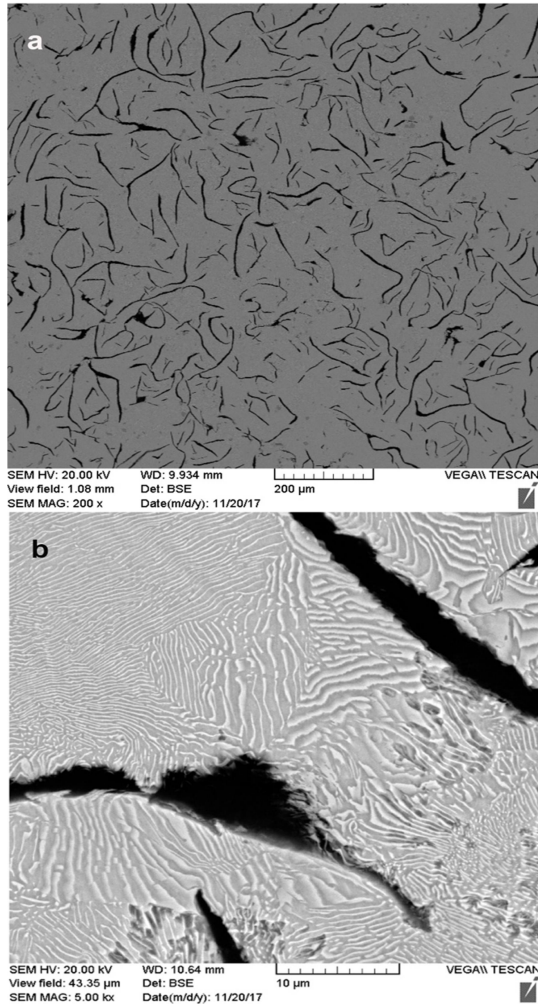 a
SEM HV: 20.00 kV WD: 9.934 mm VEGA\\ TESCAN
View field: 1.08 mm Det: BSE 200 µm
SEM MAG: 200 x Date(m/d/y): 11/20/17
b
SEM HV: 20.00 kV WD: 10.64 mm VEGA\\ TESCAN
View field: 43.35 µm Det: BSE 10 µm
SEM MAG: 5.00 kx Date(m/d/y): 11/20/17